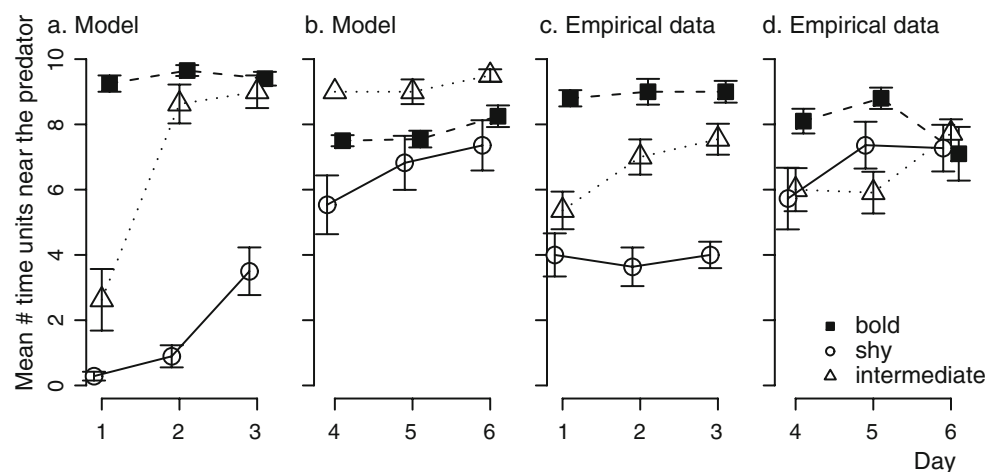 a. Model
b. Model
c. Empirical data
d. Empirical data
Mean # time units near the predator
10
8
6
4
2
0
bold
shy
intermediate
1 2 3
4 5 6
1 2 3
4 5 6
Day